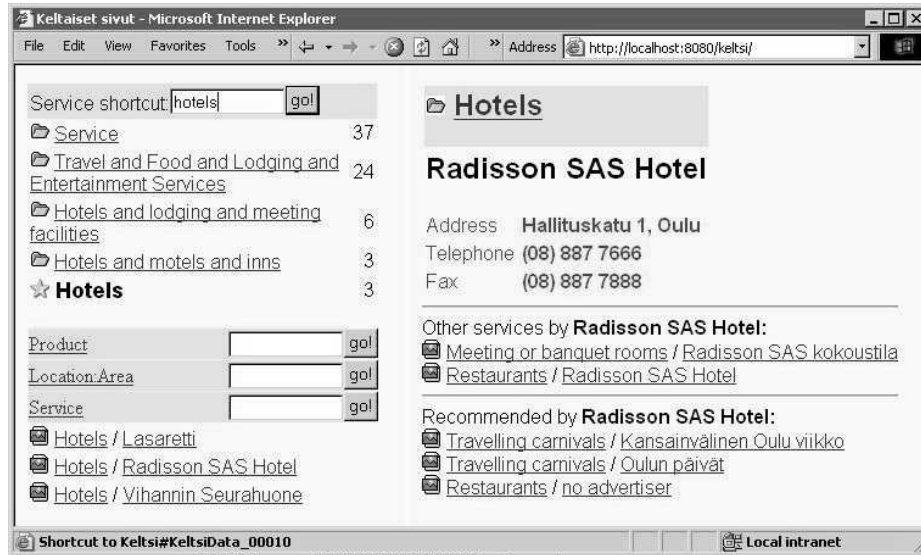 Keltaiset sivut - Microsoft Internet Explorer
File Edit View Favorites Tools » » Address http://localhost:8080/keltsi/
Service shortcut: hotels go!
Service 37
Travel and Food and Lodging and
Entertainment Services 24
Hotels and lodging and meeting
facilities 6
Hotels and motels and inns 3
Hotels 3
Product go!
Location:Area go!
Service go!
Hotels / Lasaretti
Hotels / Radisson SAS Hotel
Hotels / Vihannin Seurahuone
Hotels
Radisson SAS Hotel
Address Hallituskatu 1, Oulu
Telephone (08) 887 7666
Fax (08) 887 7888
Other services by Radisson SAS Hotel:
Meeting or banquet rooms / Radisson SAS kokoustila
Restaurants / Radisson SAS Hotel
Recommended by Radisson SAS Hotel:
Travelling carnivals / Kansainvälinen Oulu viikko
Travelling carnivals / Oulun päivät
Restaurants / no advertiser
Shortcut to Keltsi#KeltsiData_00010
Local intranet